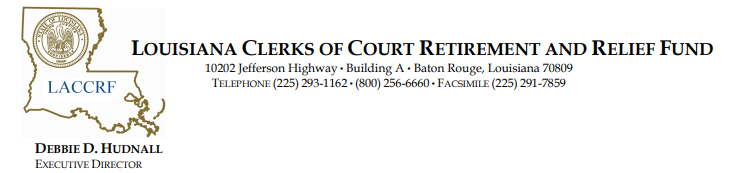 LOUISIANA CLERKS OF COURT RETIREMENT AND RELIEF FUND
10202 Jefferson Highway • Building A • Baton Rouge, Louisiana 70809
TELEPHONE (225) 293-1162 • (800) 256-6660 • FACSIMILE (225) 291-7859
LACCRF
DEBBIE D. HUDNALL
EXECUTIVE DIRECTOR